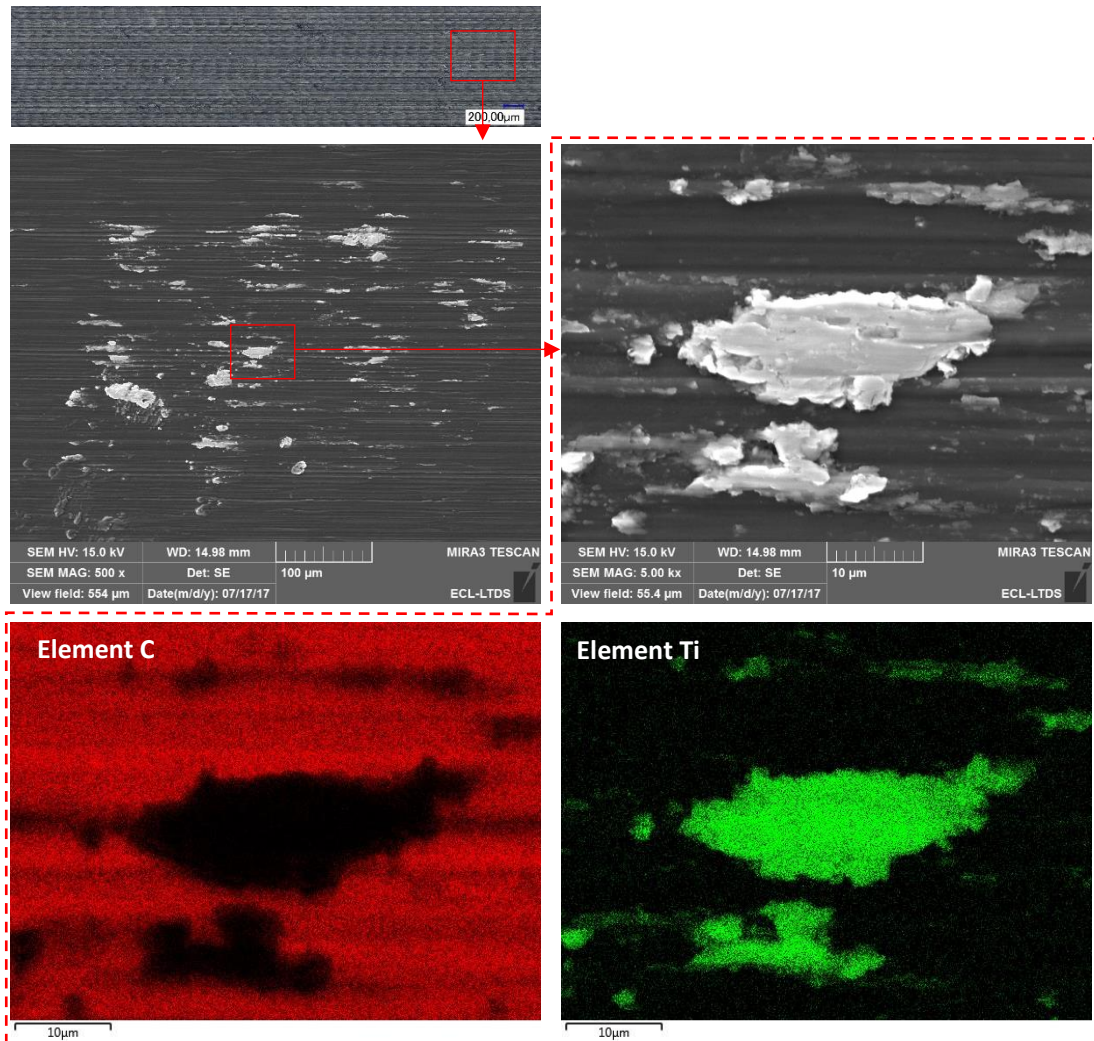 200,00µm
SEM HV: 15.0 kV WD: 14.98 mm MIRA3 TESCAN
SEM MAG: 500 x Det: SE 100 µm
View field: 554 µm Date(m/d/y): 07/17/17 ECL-LTDS
SEM HV: 15.0 kV WD: 14.98 mm MIRA3 TESCAN
SEM MAG: 5.00 kx Det: SE 10 µm
View field: 55.4 µm Date(m/d/y): 07/17/17 ECL-LTDS
Element C
Element Ti
10µm
10µm